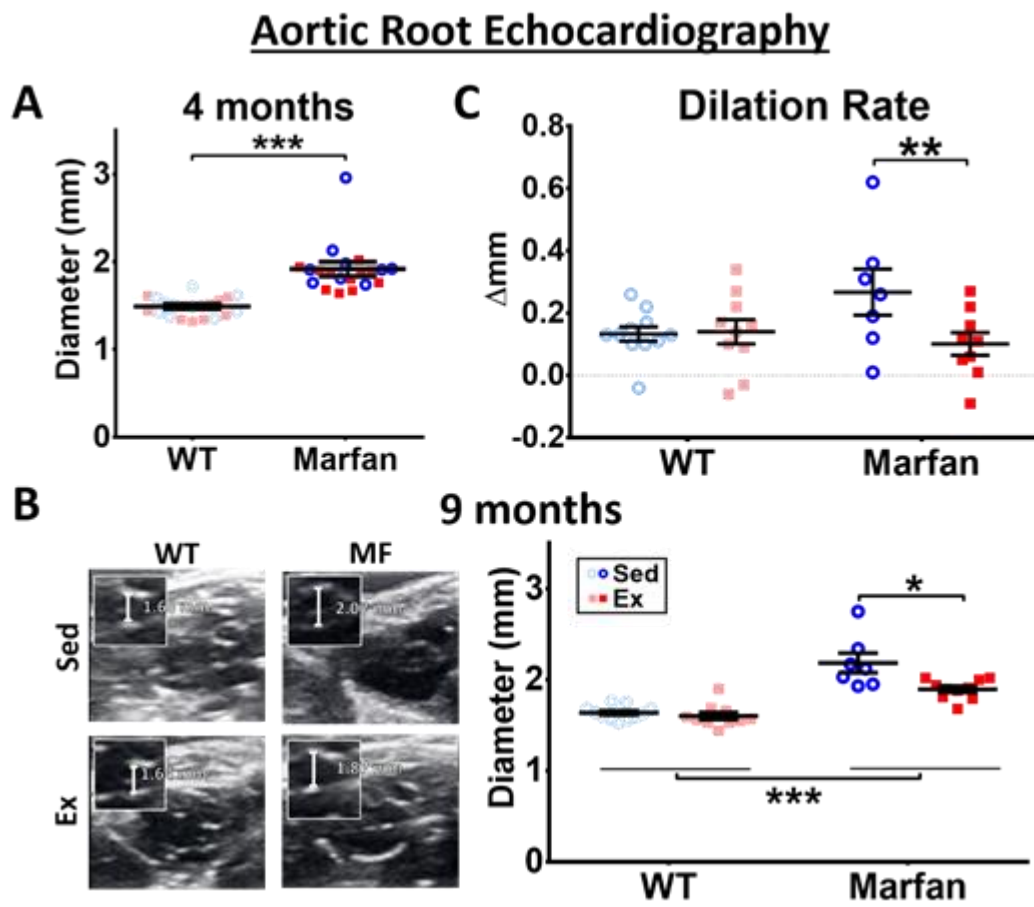 Aortic Root Echocardiography
A
4 months
***
Diameter (mm)
3
2
1
0
WT
Marfan
C
Dilation Rate
**
Δmm
0.8
0.6
0.4
0.2
0.0
-0.2
WT
Marfan
B
9 months
WT
MF
Sed
Ex
Sed
Ex
*
***
Diameter (mm)
3
2
1
0
WT
Marfan